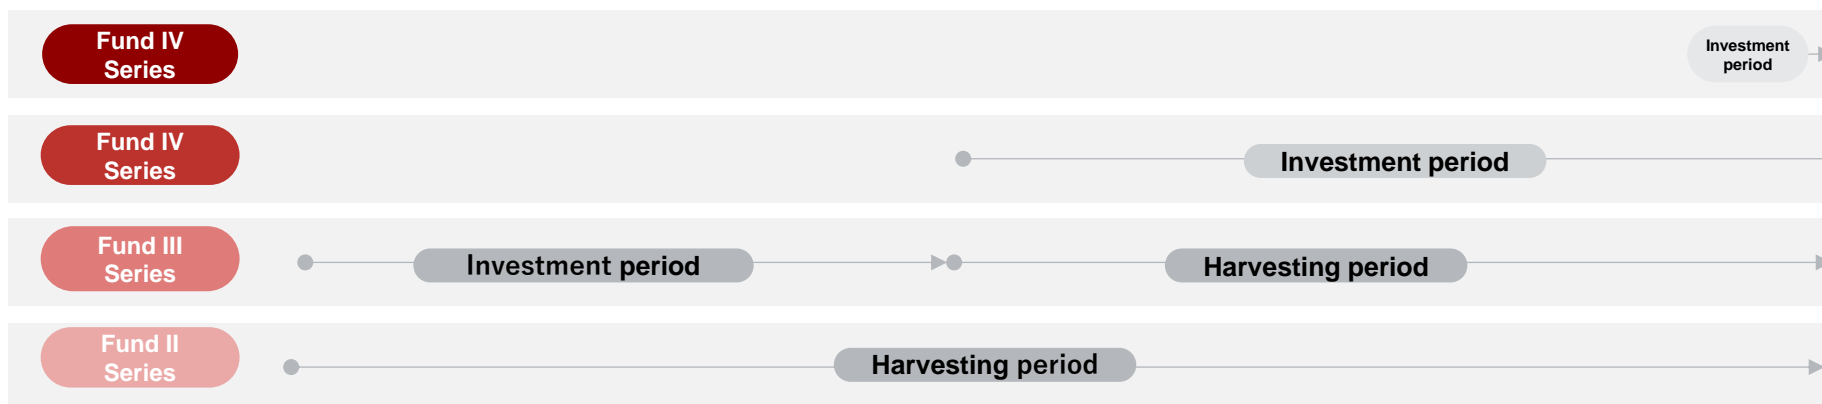 Fund IV
Series
Investment
period
Fund IV
Series
Investment period
Fund III
Series
Investment period
Harvesting period
Fund II
Series
Harvesting period